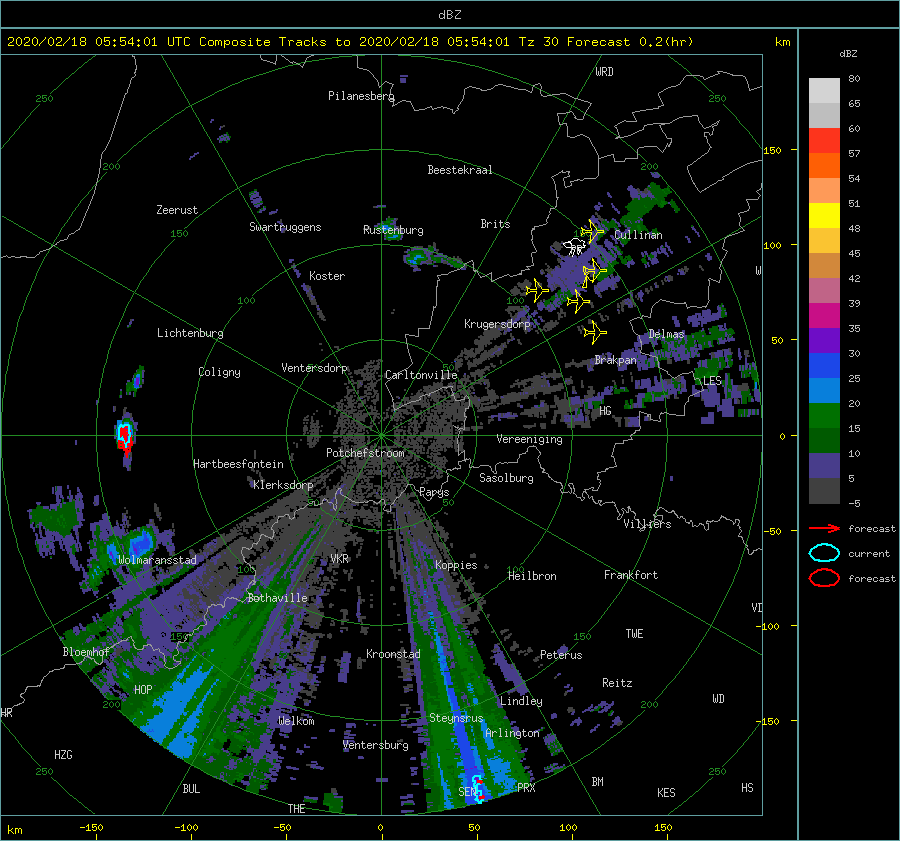 dBZ
2020/02/18 05:54:01 UTC Composite Tracks to 2020/02/18 05:54:01 Tz 30 Forecast 0.2(hr)
km
dBZ
WRD
80
250
Pilanesberg
250
65
60
150
57
200
Beestekraal
200
54
Zeerust
51
Swartruggens
150
Rustenburg
Brits
Cullinan
48
100
45
Koster
W
42
100
100
39
Lichtenburg
Krugersdorp
Delmas
35
50
30
Coligny
Ventersdorp
Carltonville
Brakpan
LES
25
20
HG
15
Vereeniging
0
10
Potchefstroom
Hartbeesfontein
Sasolburg
5
Klerksdorp
Parys
-5
50
50
Villiers
forecast
-50
current
Wolmaransstad
VKR
Koppies
100
100
Heilbron
Frankfort
forecast
Bothaville
VI
-100
150
150
TWE
Bloemhof
Kroonstad
Peterus
HOP
Reitz
WD
200
Lindley
200
HR
Welkom
Steynsrus
-150
Arlington
Ventersburg
HZG
250
250
BUL
SEN
PRX
BM
KES
HS
THE
km
-150
-100
-50
0
50
100
150